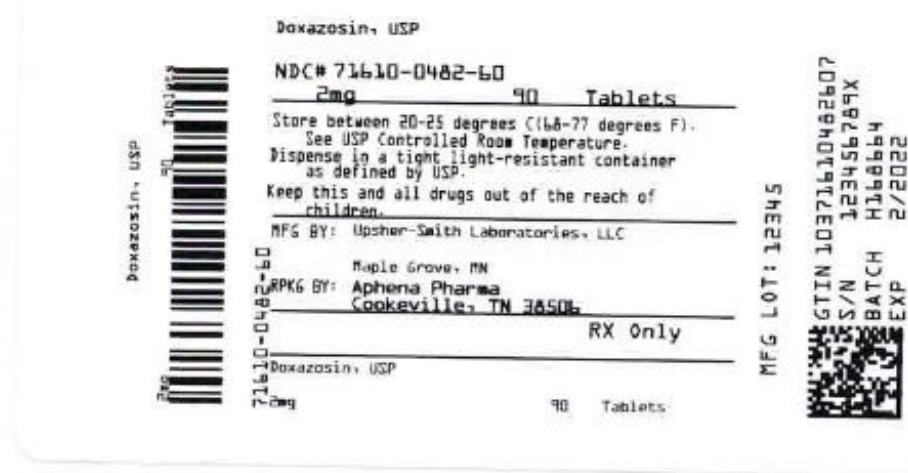 Doxazosin, USP
NDC# 71610-0482-60
2mg 90 Tablets
Store between 20-25 degrees C(68-77 degrees F).
See USP Controlled Room Temperature.
Dispense in a tight light-resistant container
as defined by USP.
Keep this and all drugs out of the reach of
children.
MFG BY: Upsher-Smith Laboratories, LLC
Maple Grove, MN
RPKG BY: Aphena Pharma
Cookeville, TN 38506
RX Only
Doxazosin, USP
2mg 90 Tablets
Doxazosin, USP
2mg 90 Tablets
71610-0482-60
MFG LOT: 12345
GTIN 10371610482607
S/N 123456789X
BATCH H168664
EXP 2/2022